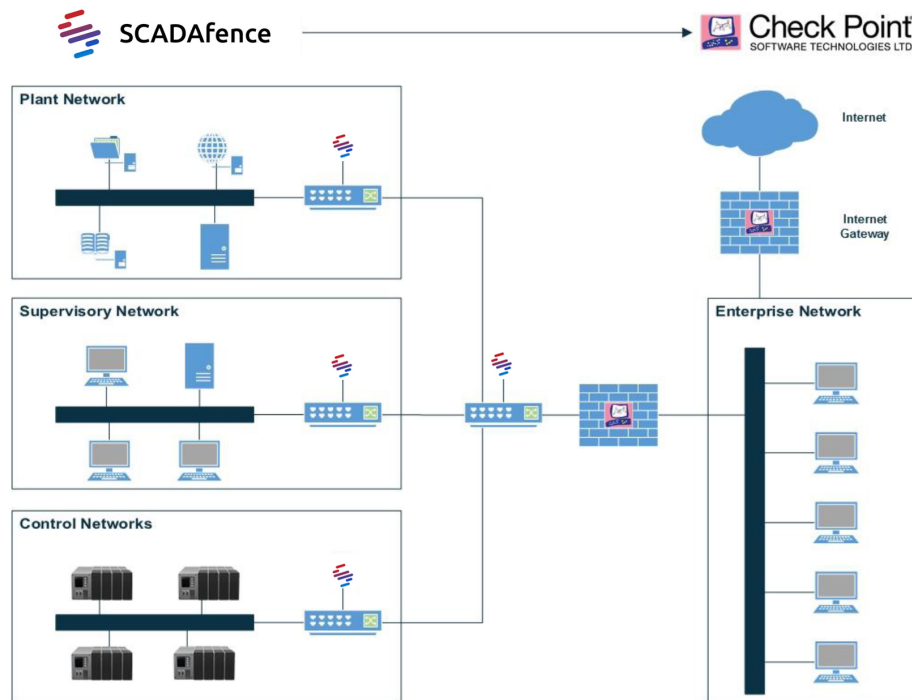 SCADAfence
Check Point
SOFTWARE TECHNOLOGIES LTD
Plant Network
Internet
Internet
Gateway
Supervisory Network
Enterprise Network
Control Networks